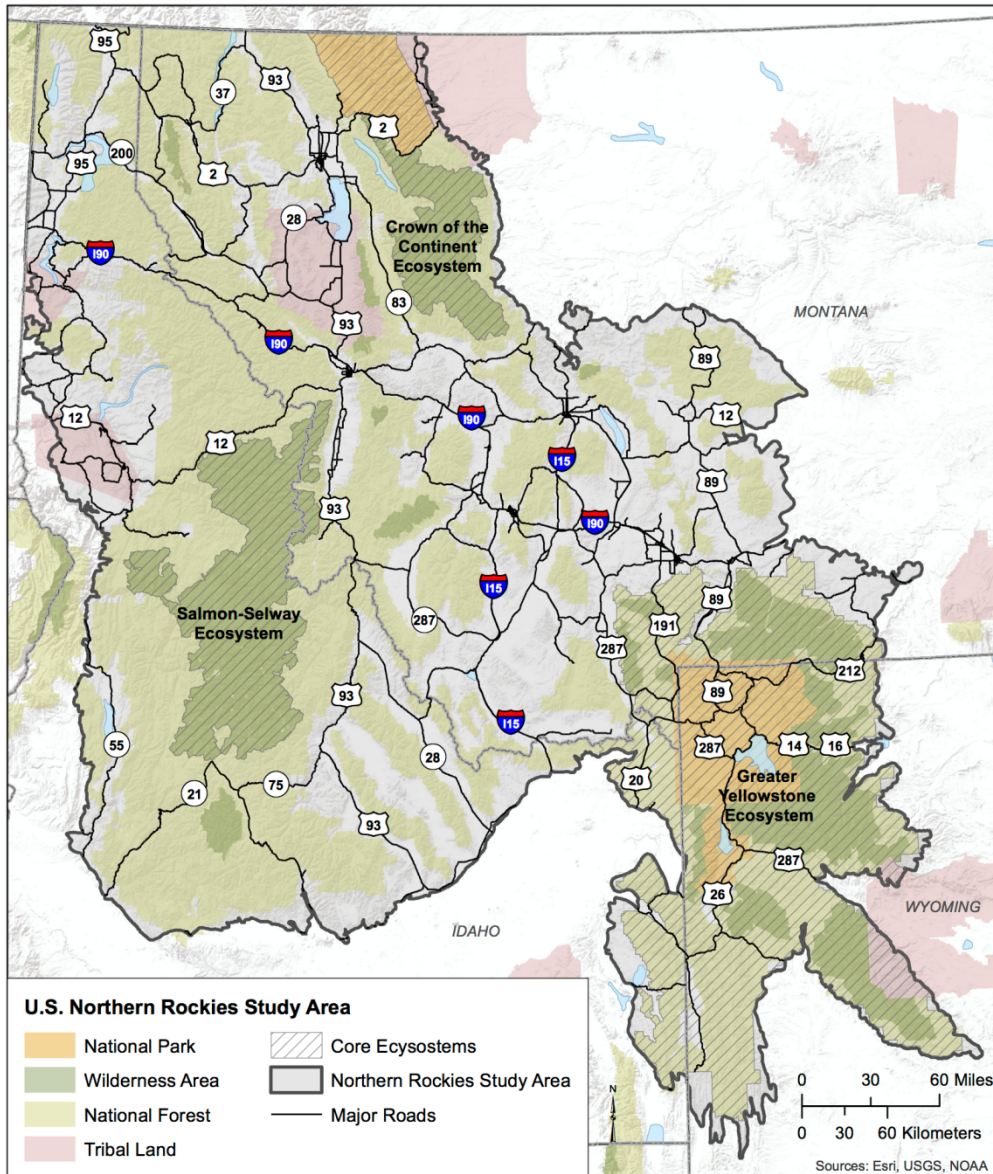 95
93
37
2
200
95
2
28
Crown of the
Continent
Ecosystem
I90
83
MONTANA
93
I90
89
12
I90
12
12
I15
89
93
I90
I15
Salmon-Selway
Ecosystem
287
191
89
287
212
93
89
I15
55
28
287
14
16
20
Greater
Yellowstone
Ecosystem
21
75
93
287
26
WYOMING
IDAHO
U.S. Northern Rockies Study Area
National Park
Wilderness Area
National Forest
Tribal Land
Core Ecysostems
Northern Rockies Study Area
Major Roads
N
0 30 60 Miles
0 30 60 Kilometers
Sources: Esri, USGS, NOAA